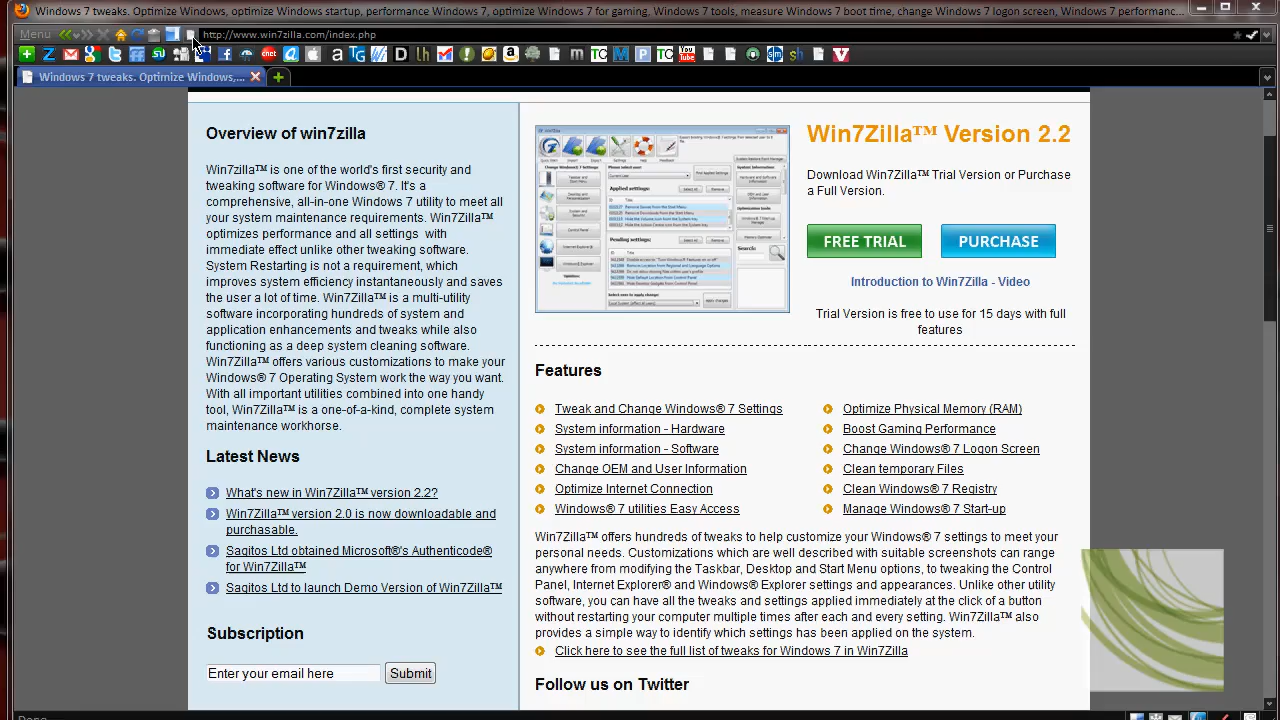 Windows 7 tweaks. Optimize Windows, optimize Windows startup, performance Windows 7, optimize Windows 7 for gaming, Windows 7 tools, measure Windows 7 boot time, change Windows 7 logon screen, Windows 7 performanc...
Menu
http://www.win7zilla.com/index.php
Windows 7 tweaks. Optimize Windows,...
Overview of win7zilla
Win7zilla™ is one of the world's first security and
tweaking software for Windows® 7. It's a
comprehensive, all-in-one Windows 7 utility to meet all
your system maintenance and tuning needs. Win7Zilla™
optimizes performance and all settings with
immediate effect unlike other tweaking software.
System Restarting is not a requirement, which
optimizes system efficiency instantaneously and saves
the user a lot of time. Win7Zilla™ is a useful utility
software incorporating hundreds of system and
application enhancements and tweaks while also
functioning as a deep system cleaning software.
Win7Zilla™ offers various customizations to make your
Windows® 7 Operating System work the way you want.
With all important utilities combined into one handy
tool, Win7Zilla™ is a one-of-a-kind, complete system
maintenance workhorse.
Latest News
What's new in Win7Zilla™ version 2.2?
Win7Zilla™ version 2.0 is now downloadable and
purchasable.
Sagitos Ltd obtained Microsoft®'s Authenticode®
for Win7Zilla™
Sagitos Ltd to launch Demo Version of Win7Zilla™
Subscription
Enter your email here
Submit
Win7Zilla™ Version 2.2
Download Win7Zilla™ Trial Version or Purchase
a Full Version.
FREE TRIAL
PURCHASE
Introduction to Win7Zilla - Video
Trial Version is free to use for 15 days with full
features
Applied settings:
Pending settings:
Features
Tweak and Change Windows® 7 Settings
System information - Hardware
System information - Software
Change OEM and User Information
Optimize Internet Connection
Windows® 7 utilities Easy Access
Optimize Physical Memory (RAM)
Boost Gaming Performance
Change Windows® 7 Logon Screen
Clean temporary Files
Clean Windows® 7 Registry
Manage Windows® 7 Start-up
Win7Zilla™ offers hundreds of tweaks to help customize your Windows® 7 settings to meet your
personal needs. Customizations which are well described with suitable screenshots can range
anywhere from modifying the Taskbar, Desktop and Start Menu options, to tweaking the Control
Panel, Internet Explorer® and Windows® Explorer settings and appearances. Unlike other utility
software, you can have all the tweaks and settings applied immediately at the click of a button
without restarting your computer multiple times after each and every setting. Win7Zilla™ also
provides a simple way to identify which settings has been applied on the system.
Click here to see the full list of tweaks for Windows 7 in Win7Zilla
Follow us on Twitter